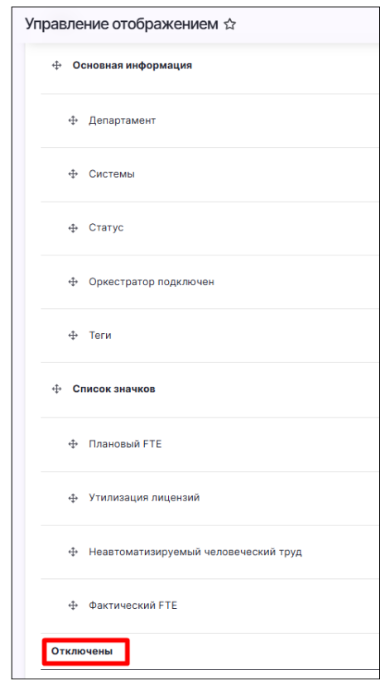 Управление отображением
Основная информация
Департамент
Системы
Статус
Оркестратор подключен
Теги
Список значков
Плановый FTE
Утилизация лицензий
Неавтоматизируемый человеческий труд
Фактический FTE
Отключены